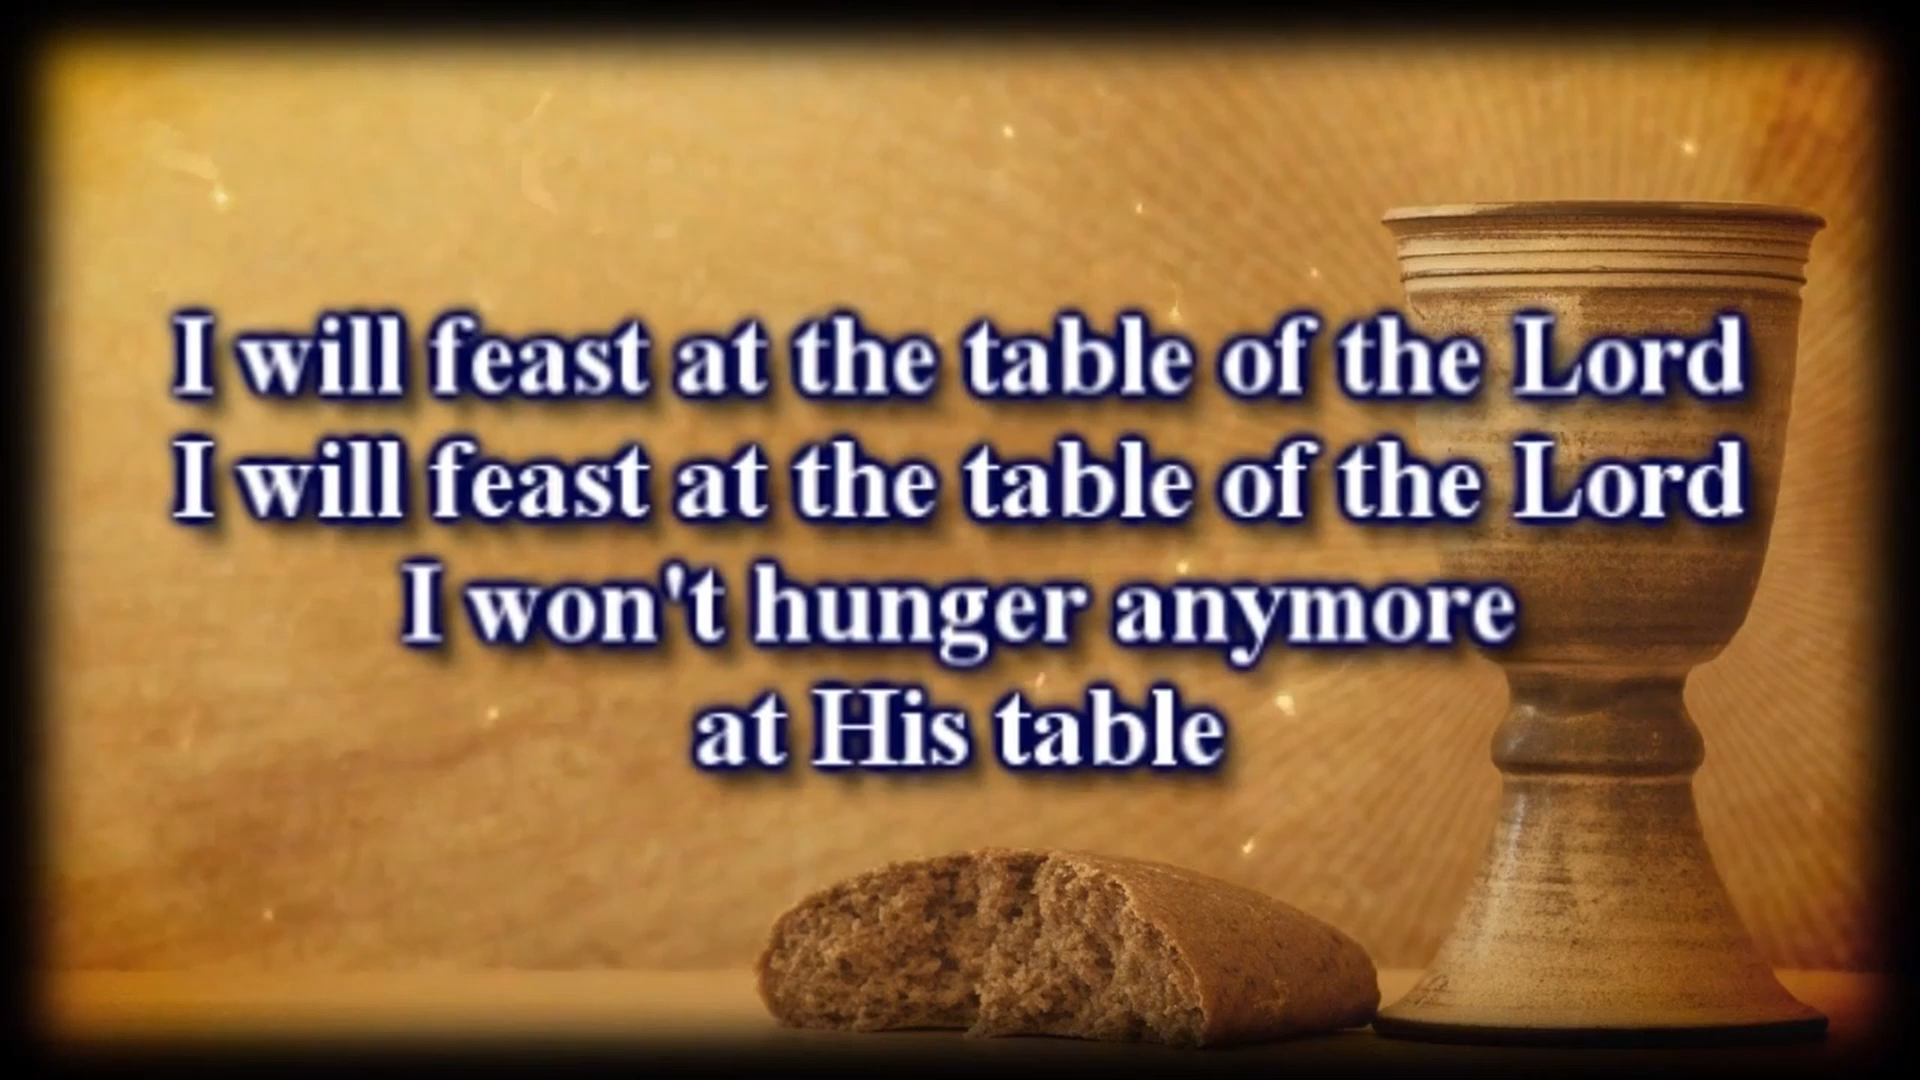 I will feast at the table of the Lord
I will feast at the table of the Lord
I won't hunger anymore
at His table